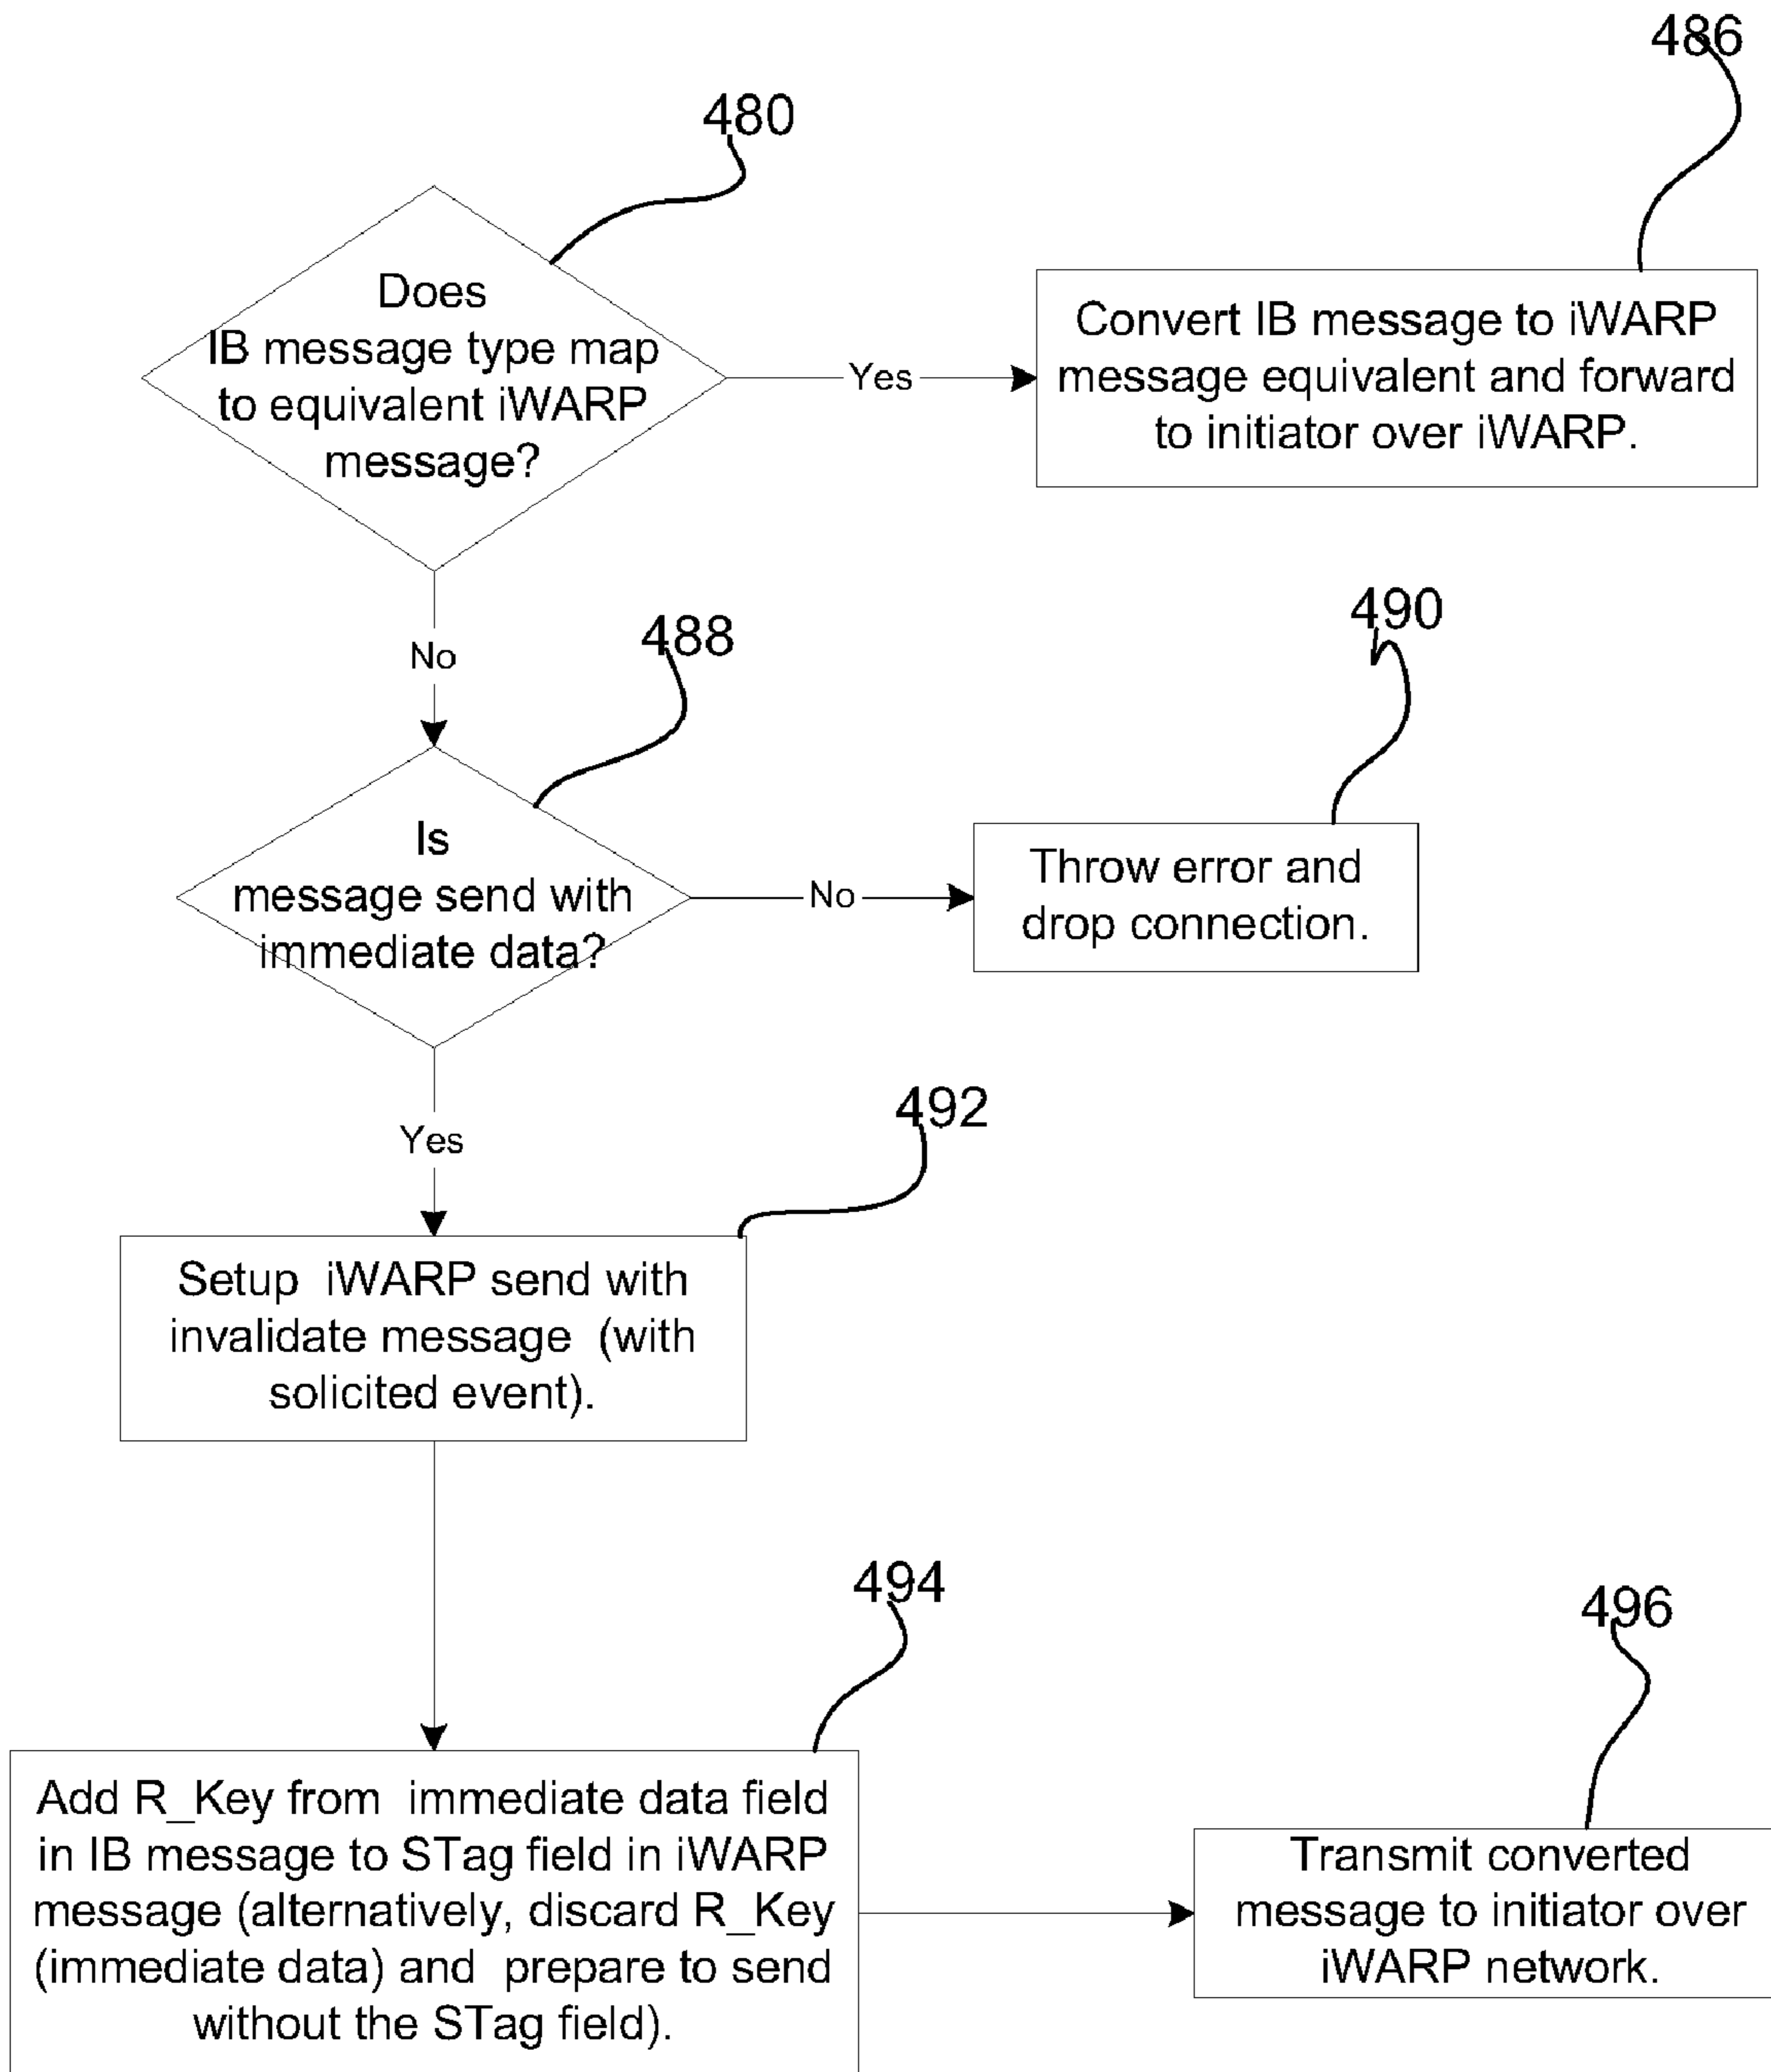 486
480
Does
IB message type map
to equivalent iWARP
message?
Yes
Convert IB message to iWARP
message equivalent and forward
to initiator over iWARP.
No
488
490
Is
message send with
immediate data?
No
Throw error and
drop connection.
Yes
492
Setup iWARP send with
invalidate message (with
solicited event).
494
496
Add R_Key from immediate data field
in IB message to STag field in iWARP
message (alternatively, discard R_Key
(immediate data) and prepare to send
without the STag field).
Transmit converted
message to initiator over
iWARP network.